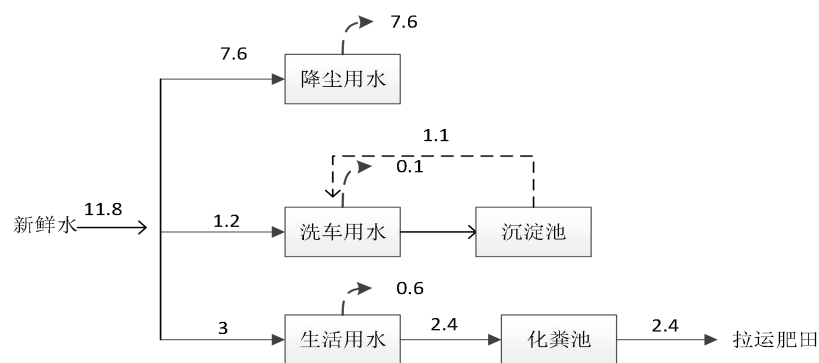 7.6
7.6
降尘用水
1.1
0.1
新鲜水
11.8
1.2
洗车用水
沉淀池
0.6
3
生活用水
2.4
化粪池
2.4
拉运肥田